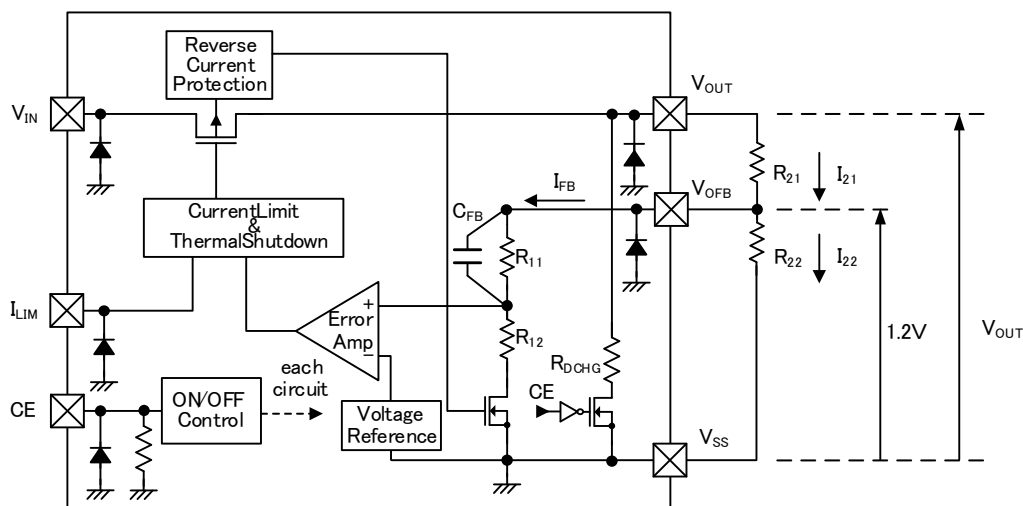 Reverse
Current
Protection
VIN
VOUT
R21
I21
IFB
VOFB
CFB
CurrentLimit
&
ThermalShutdown
R11
R22
I22
ILIM
+
Error
Amp
−
R12
1.2V
VOUT
RDCHG
each
circuit
CE
CE
ON/OFF
Control
Voltage
Reference
VSS